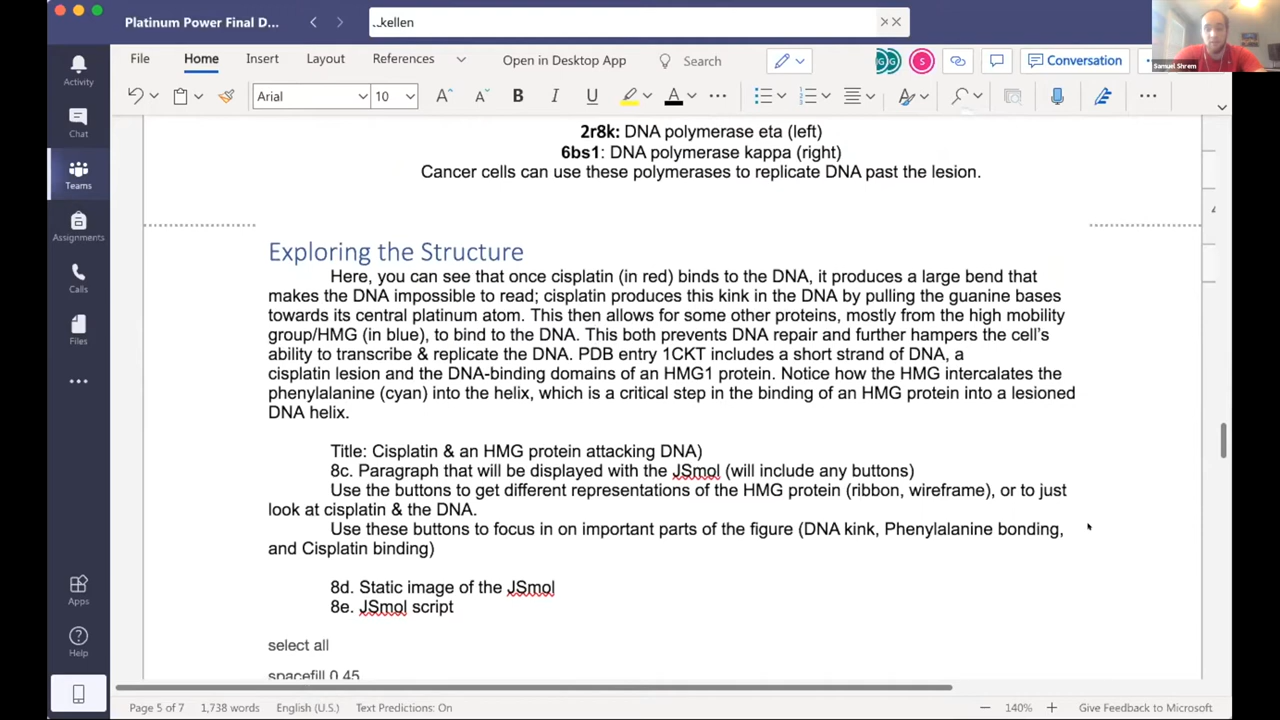 Platinum Power Final D...
kellen
Samuel Shrem
File
Home
Insert
Layout
References
Open in Desktop App
Search
G
S
Conversation
Arial
10
B
I
U
A
Activity
Chat
Teams
Assignments
Calls
Files
Apps
Help
2r8k: DNA polymerase eta (left)
6bs1: DNA polymerase kappa (right)
Cancer cells can use these polymerases to replicate DNA past the lesion.
Exploring the Structure
Here, you can see that once cisplatin (in red) binds to the DNA, it produces a large bend that
makes the DNA impossible to read; cisplatin produces this kink in the DNA by pulling the guanine bases
towards its central platinum atom. This then allows for some other proteins, mostly from the high mobility
group/HMG (in blue), to bind to the DNA. This both prevents DNA repair and further hampers the cell's
ability to transcribe & replicate the DNA. PDB entry 1CKT includes a short strand of DNA, a
cisplatin lesion and the DNA-binding domains of an HMG1 protein. Notice how the HMG intercalates the
phenylalanine (cyan) into the helix, which is a critical step in the binding of an HMG protein into a lesioned
DNA helix.
Title: Cisplatin & an HMG protein attacking DNA)
8c. Paragraph that will be displayed with the JSmol (will include any buttons)
Use the buttons to get different representations of the HMG protein (ribbon, wireframe), or to just
look at cisplatin & the DNA.
Use these buttons to focus in on important parts of the figure (DNA kink, Phenylalanine bonding,
and Cisplatin binding)
8d. Static image of the JSmol
8e. JSmol script
select all
spacefill 0.45
Page 5 of 7
1,738 words
English (U.S.)
Text Predictions: On
140%
Give Feedback to Microsoft